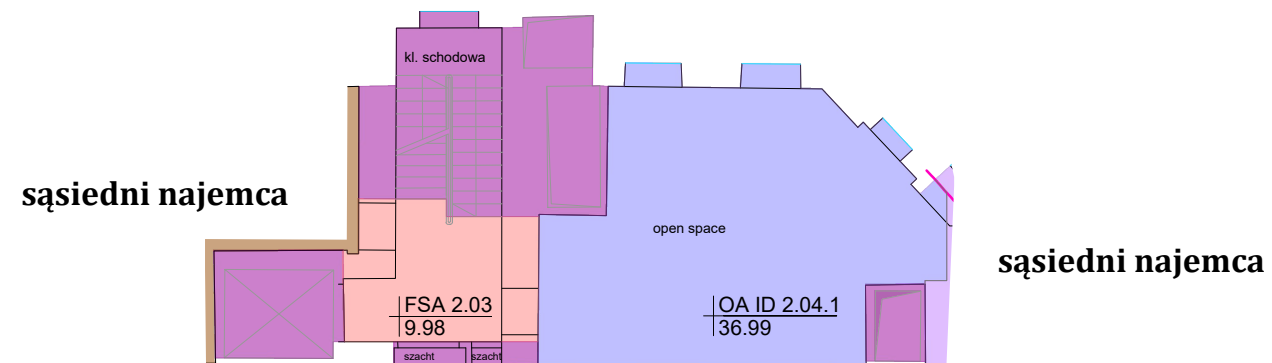 kl. schodowa
sąsiedni najemca
open space
sąsiedni najemca
FSA 2.03
9.98
OA ID 2.04.1
36.99
szacht
szacht